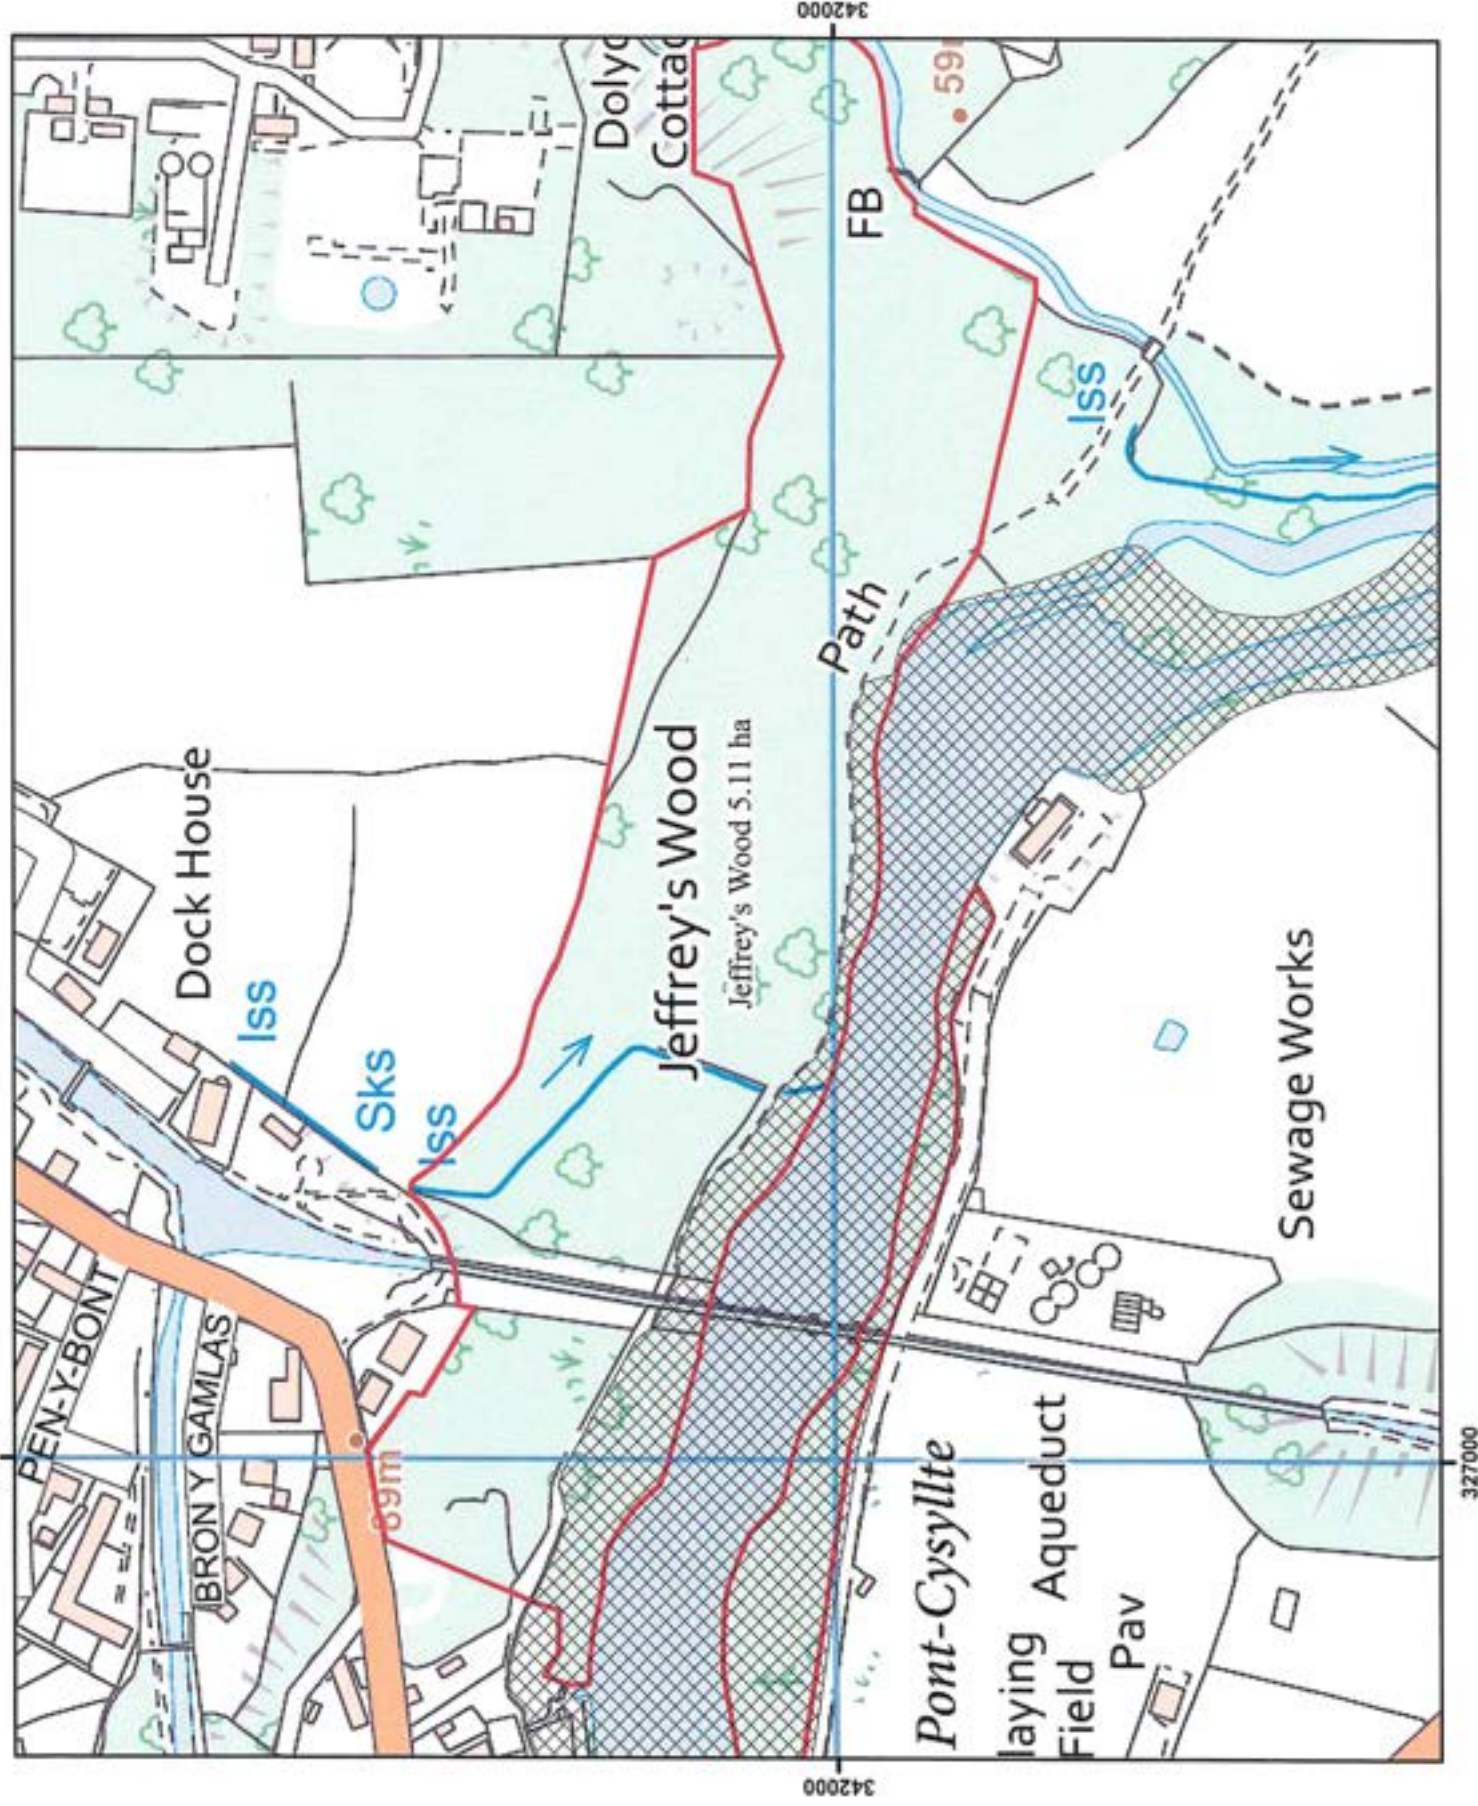 342000
59m
Dolyd
Cottag
FB
Iss
Path
Dock House
Jeffrey's Wood
Jeffrey's Wood 5.11 ha
Iss
Sks
Iss
Sewage Works
PEN-Y-BONT
BRON Y GAMLAS
89m
Pont-Cysyllte
Aqueduct
laying
Field
Pav
327000
342000